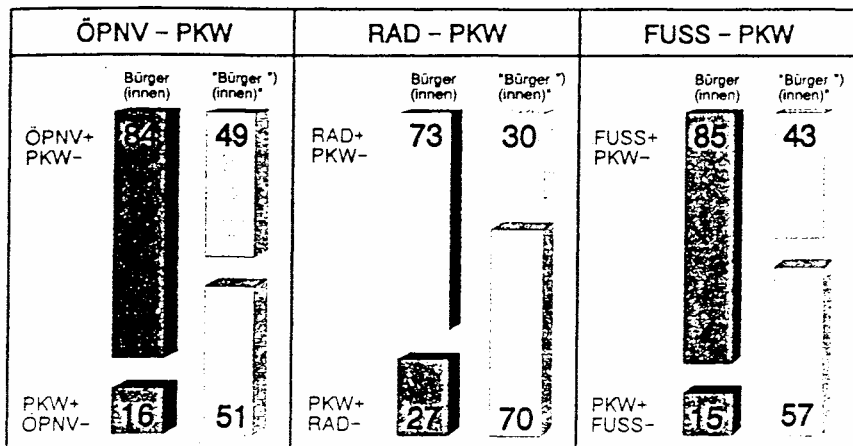 ÖPNV – PKW
Bürger "Bürger *)
(innen) (innen)"
ÖPNV+ 84 49
PKW–
PKW+ 16 51
ÖPNV–
RAD – PKW
Bürger "Bürger *)
(innen) (innen)"
RAD+ 73 30
PKW–
PKW+ 27 70
RAD–
FUSS – PKW
Bürger "Bürger *)
(innen) (innen)"
FUSS+ 85 43
PKW–
PKW+ 15 57
FUSS–